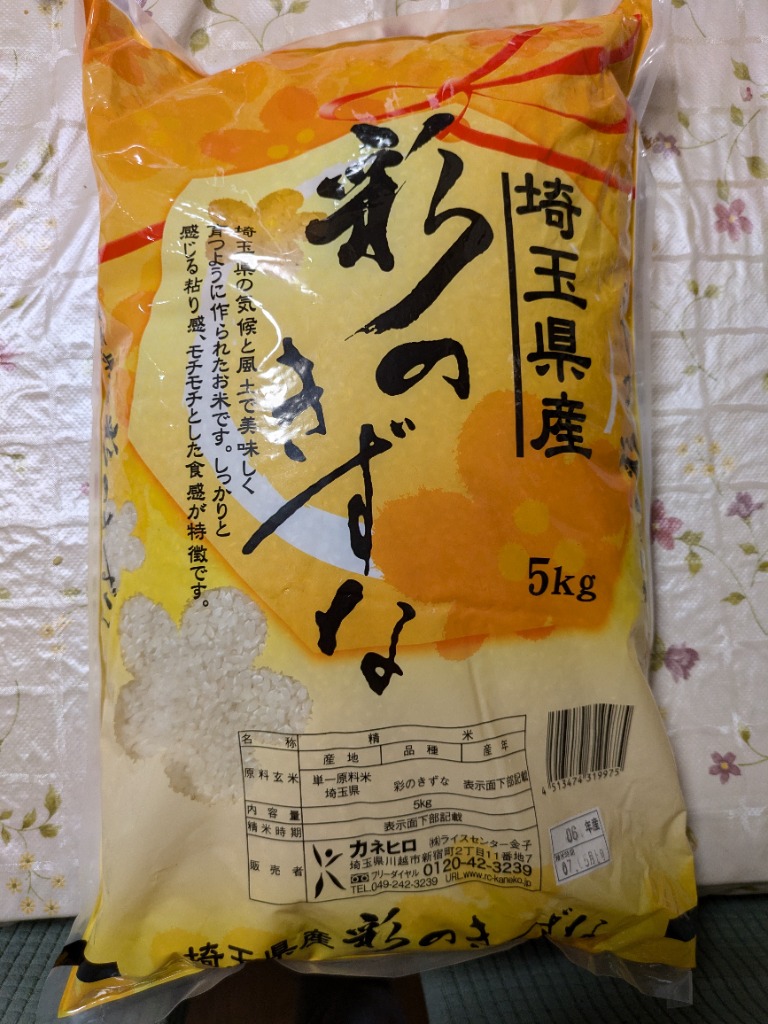 埼玉県産
彩の
きずな
埼玉県の気候と風土で美味しく
育つように作られたお米です。しっかりと
感じる粘り感、モチモチとした食感が特徴です。
5kg
名称 精米
原料玄米 産地 品種 産年
単一原料米
埼玉県 彩のきずな 表示面下部記載
内容量 5kg
精米時期 表示面下部記載
販売者 カネヒロ ㈱ライスセンター金子
埼玉県川越市新宿町2丁目11番地7
フリーダイヤル 0120-42-3239
TEL.049-242-3239 URL.www.rc-kaneko.jp
4 513474 319975
06. 年産
07.
埼玉県産 彩のきずな